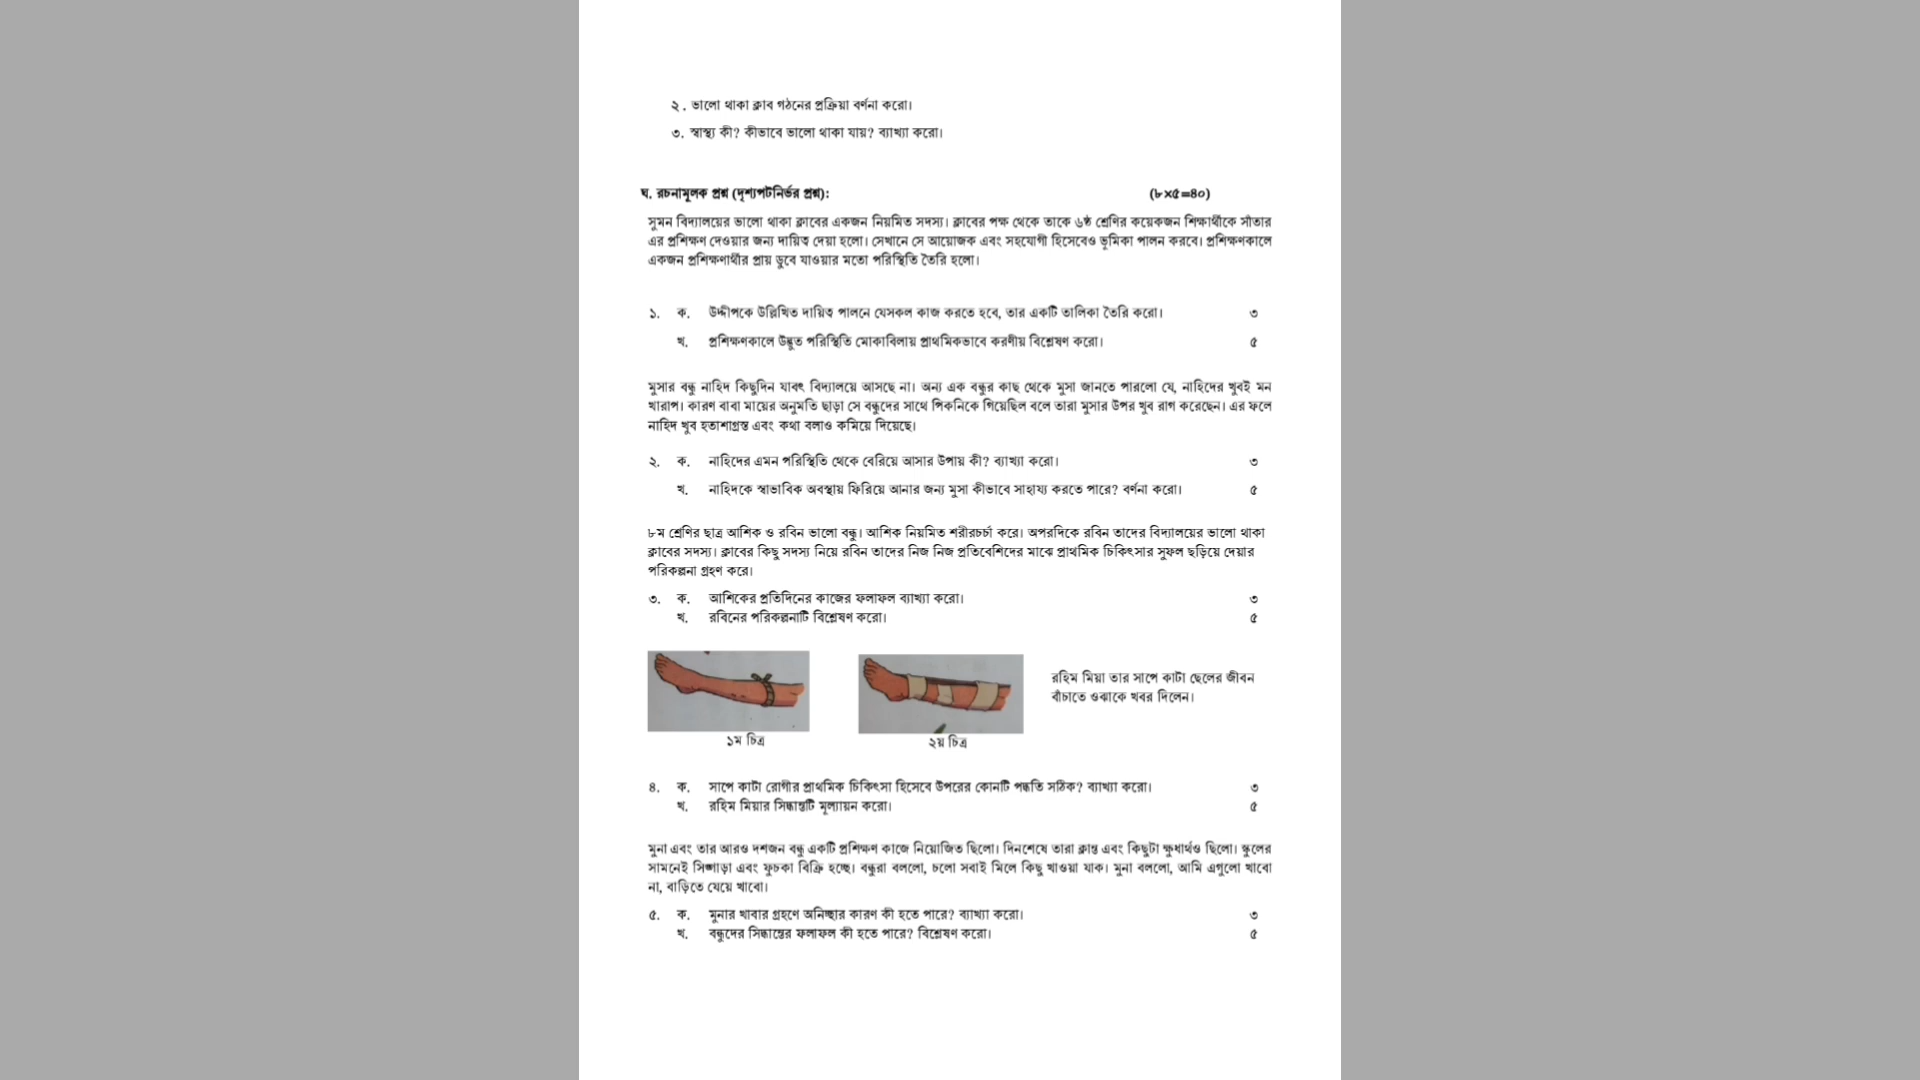 ২ . ভালো থাকা ক্লাব গঠনের প্রক্রিয়া বর্ণনা করো।
৩. স্বাস্থ্য কী? কীভাবে ভালো থাকা যায়? ব্যাখ্যা করো।
ঘ. রচনামূলক প্রশ্ন (দৃশ্যপটনির্ভর প্রশ্ন): (৮×৫=৪০)
সুমন বিদ্যালয়ের ভালো থাকা ক্লাবের একজন নিয়মিত সদস্য। ক্লাবের পক্ষ থেকে তাকে ৬ষ্ঠ শ্রেণির কয়েকজন শিক্ষার্থীকে সাঁতার
এর প্রশিক্ষণ দেওয়ার জন্য দায়িত্ব দেয়া হলো। সেখানে সে আয়োজক এবং সহযোগী হিসেবেও ভূমিকা পালন করবে। প্রশিক্ষণকালে
একজন প্রশিক্ষণার্থীর প্রায় ডুবে যাওয়ার মতো পরিস্থিতি তৈরি হলো।
১. ক. উদ্দীপকে উল্লিখিত দায়িত্ব পালনে যেসকল কাজ করতে হবে, তার একটি তালিকা তৈরি করো। ৩
খ. প্রশিক্ষণকালে উদ্ভূত পরিস্থিতি মোকাবিলায় প্রাথমিকভাবে করণীয় বিশ্লেষণ করো। ৫
মুসার বন্ধু নাহিদ কিছুদিন যাবৎ বিদ্যালয়ে আসছে না। অন্য এক বন্ধুর কাছ থেকে মুসা জানতে পারলো যে, নাহিদের খুবই মন
খারাপ। কারণ বাবা মায়ের অনুমতি ছাড়া সে বন্ধুদের সাথে পিকনিকে গিয়েছিল বলে তারা মুসার উপর খুব রাগ করেছেন। এর ফলে
নাহিদ খুব হতাশাগ্রস্ত এবং কথা বলাও কমিয়ে দিয়েছে।
২. ক. নাহিদের এমন পরিস্থিতি থেকে বেরিয়ে আসার উপায় কী? ব্যাখ্যা করো। ৩
খ. নাহিদকে স্বাভাবিক অবস্থায় ফিরিয়ে আনার জন্য মুসা কীভাবে সাহায্য করতে পারে? বর্ণনা করো। ৫
৮ম শ্রেণির ছাত্র আশিক ও রবিন ভালো বন্ধু। আশিক নিয়মিত শরীরচর্চা করে। অপরদিকে রবিন তাদের বিদ্যালয়ের ভালো থাকা
ক্লাবের সদস্য। ক্লাবের কিছু সদস্য নিয়ে রবিন তাদের নিজ নিজ প্রতিবেশিদের মাঝে প্রাথমিক চিকিৎসার সুফল ছড়িয়ে দেয়ার
পরিকল্পনা গ্রহণ করে।
৩. ক. আশিকের প্রতিদিনের কাজের ফলাফল ব্যাখ্যা করো। ৩
খ. রবিনের পরিকল্পনাটি বিশ্লেষণ করো। ৫
রহিম মিয়া তার সাপে কাটা ছেলের জীবন
বাঁচাতে ওঝাকে খবর দিলেন।
১ম চিত্র ২য় চিত্র
৪. ক. সাপে কাটা রোগীর প্রাথমিক চিকিৎসা হিসেবে উপরের কোনটি পদ্ধতি সঠিক? ব্যাখ্যা করো। ৩
খ. রহিম মিয়ার সিদ্ধান্তটি মূল্যায়ন করো। ৫
মুনা এবং তার আরও দশজন বন্ধু একটি প্রশিক্ষণ কাজে নিয়োজিত ছিলো। দিনশেষে তারা ক্লান্ত এবং কিছুটা ক্ষুধার্থও ছিলো। স্কুলের
সামনেই সিঙ্গাড়া এবং ফুচকা বিক্রি হচ্ছে। বন্ধুরা বললো, চলো সবাই মিলে কিছু খাওয়া যাক। মুনা বললো, আমি এগুলো খাবো
না, বাড়িতে যেয়ে খাবো।
৫. ক. মুনার খাবার গ্রহণে অনিচ্ছার কারণ কী হতে পারে? ব্যাখ্যা করো। ৩
খ. বন্ধুদের সিদ্ধান্তের ফলাফল কী হতে পারে? বিশ্লেষণ করো। ৫